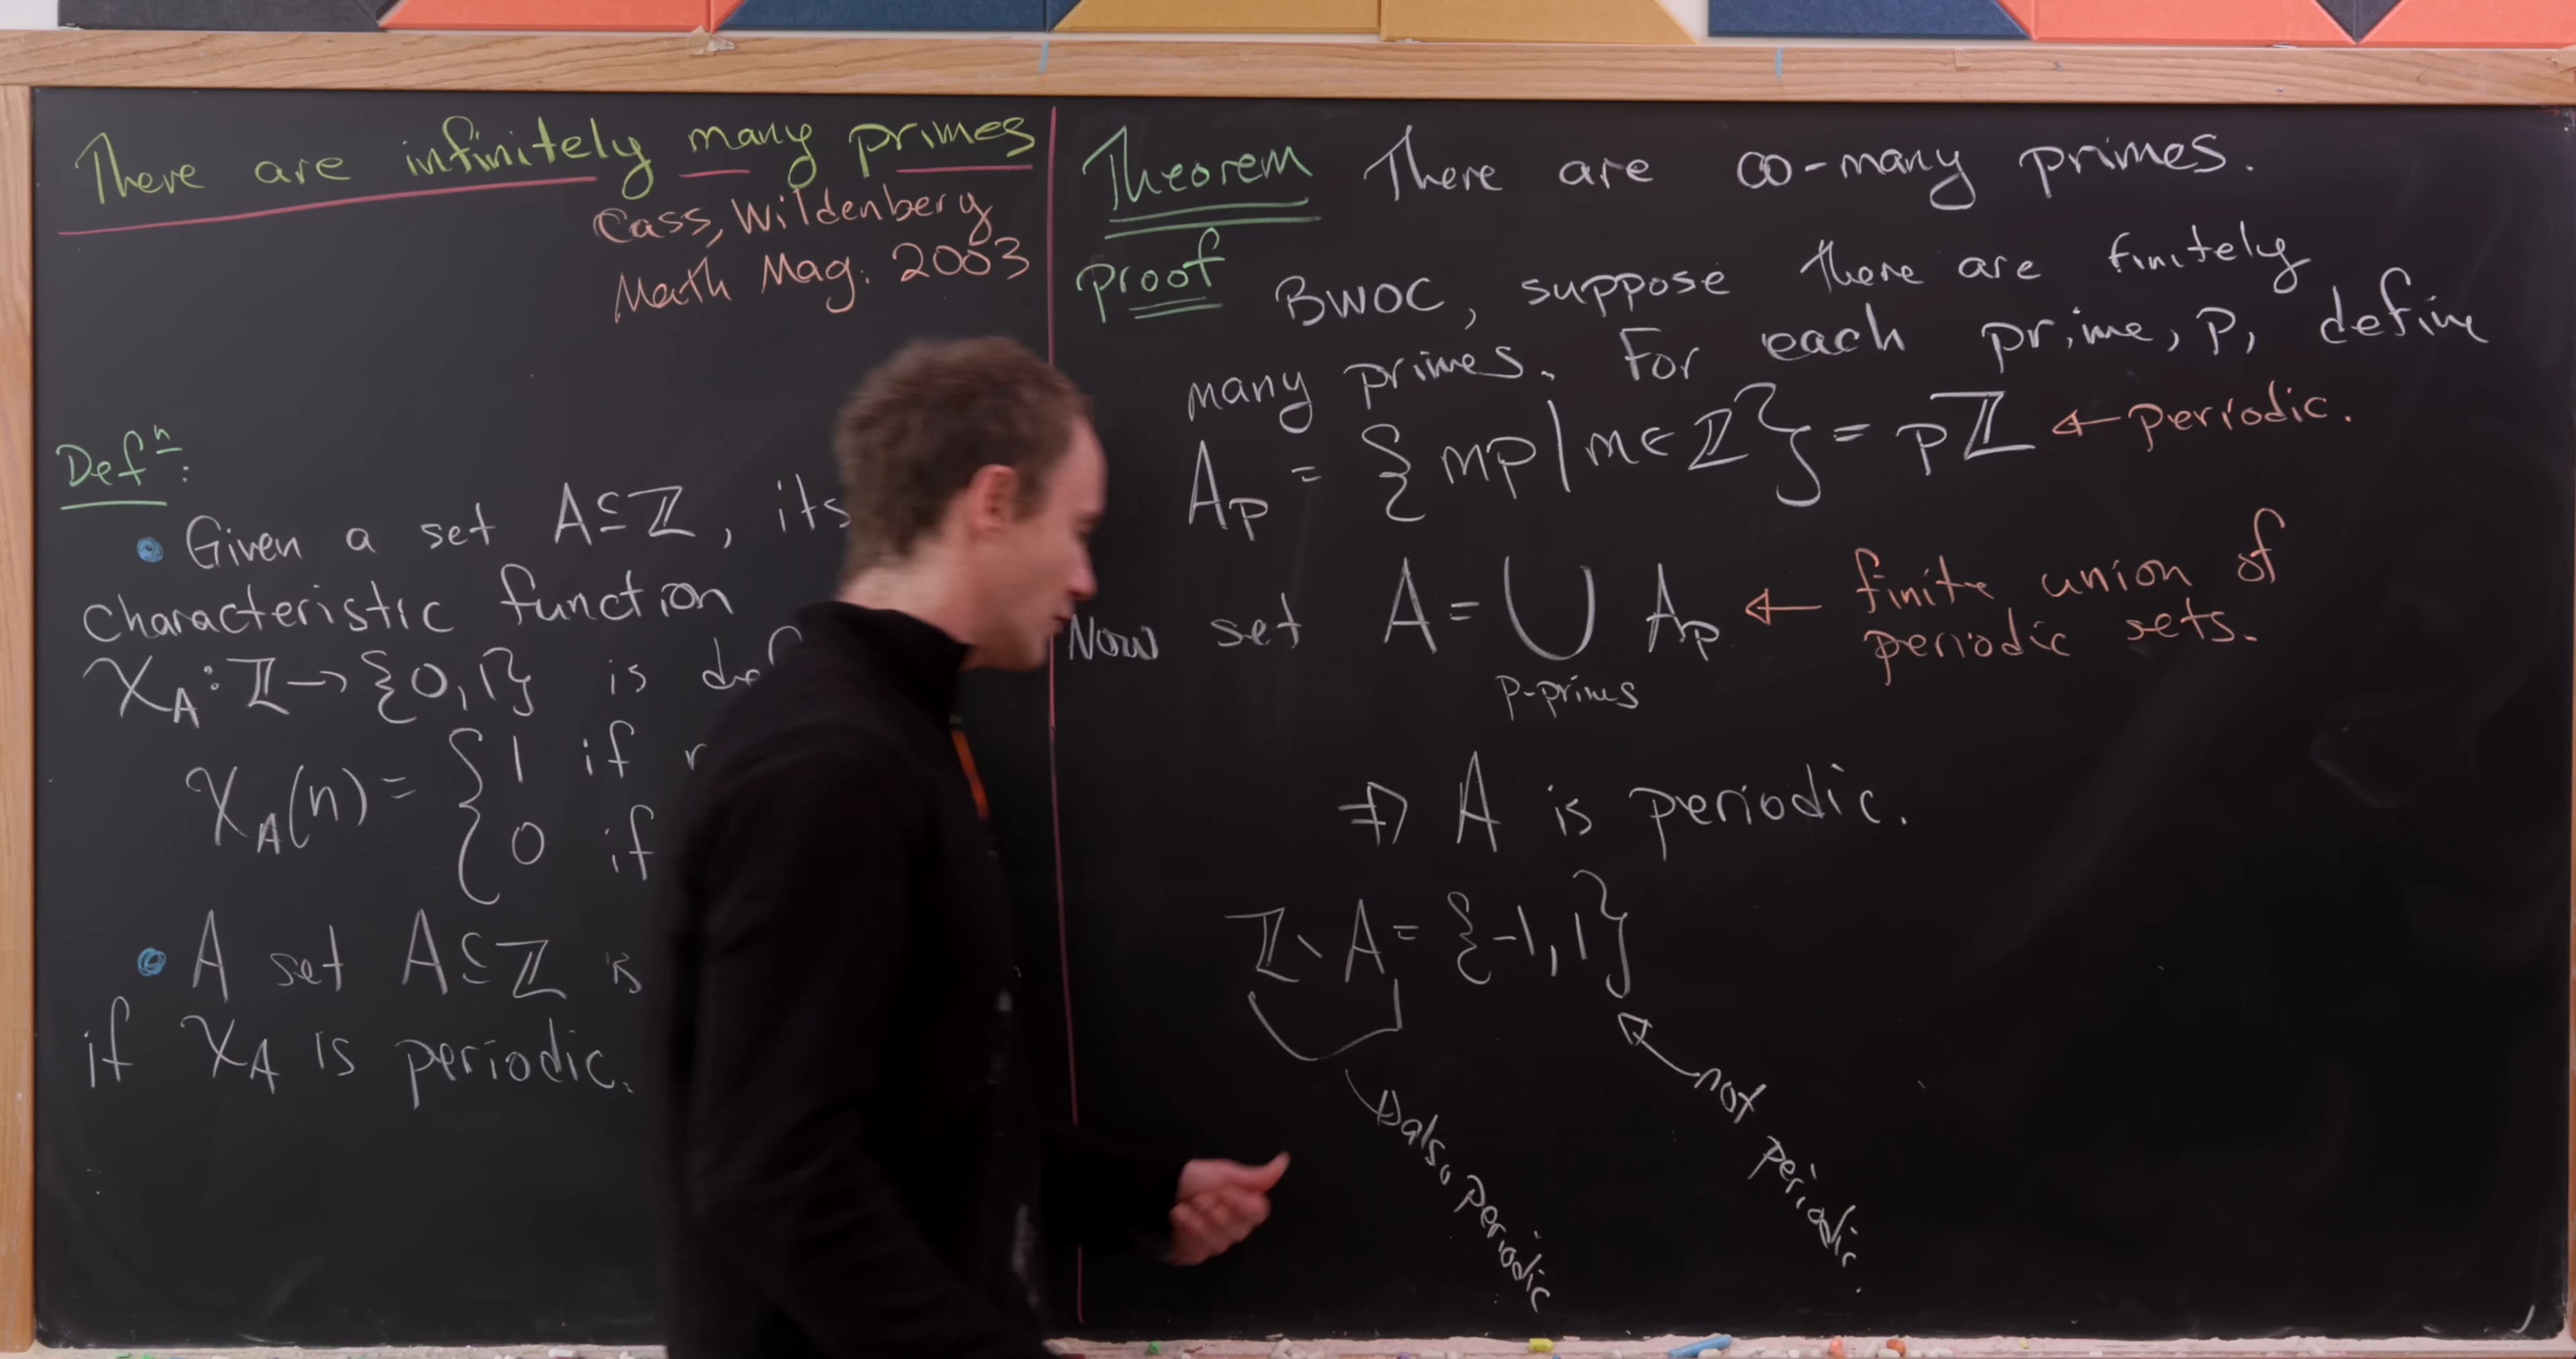 There are infinitely many primes
Cass, Wildenberg
Math Mag. 2003
Defⁿ:
• Given a set A⊆ℤ, its
characteristic function
χ_A : ℤ → {0,1} is def
χ_A(n) = { 1 if
0 if
• A set A⊆ℤ is
if χ_A is periodic.
Theorem There are ∞-many primes.
Proof BWOC, suppose there are finitely
many primes. For each prime, p, define
A_p = {mp | m∈ℤ} = pℤ ← periodic.
Now set A = ⋃ A_p ← finite union of
periodic sets.
p-primes
⇒ A is periodic.
ℤ∖A = {-1,1}
not periodic
also periodic